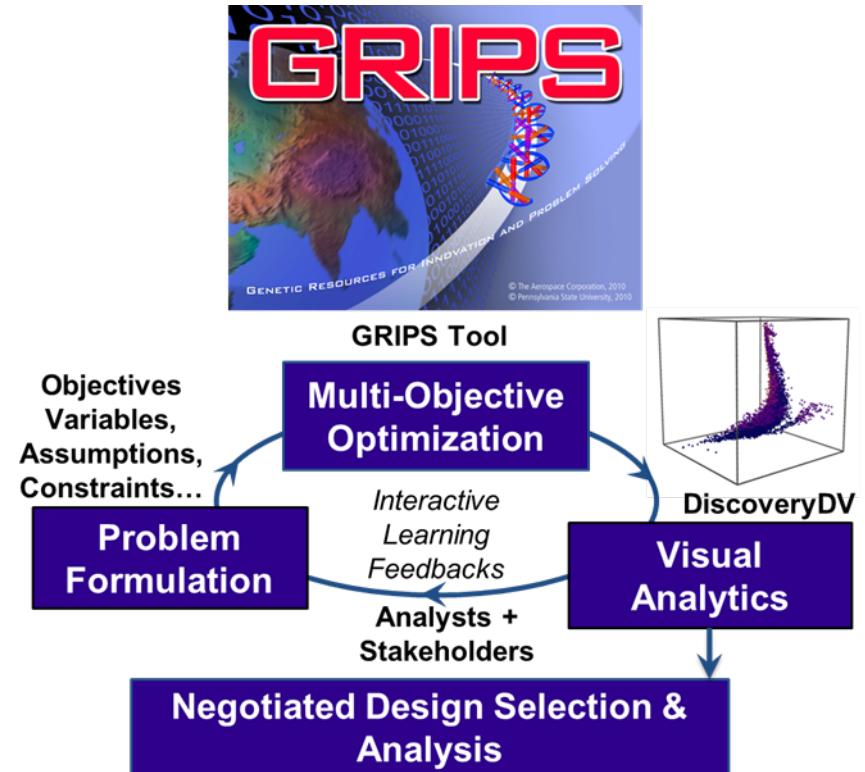 GRIPS
GENETIC RESOURCES FOR INNOVATION AND PROBLEM SOLVING
© The Aerospace Corporation, 2010
© Pennsylvania State University, 2010
GRIPS Tool
Objectives
Variables,
Assumptions,
Constraints…
Multi-Objective
Optimization
DiscoveryDV
Interactive
Learning
Feedbacks
Problem
Formulation
Visual
Analytics
Analysts +
Stakeholders
Negotiated Design Selection &
Analysis